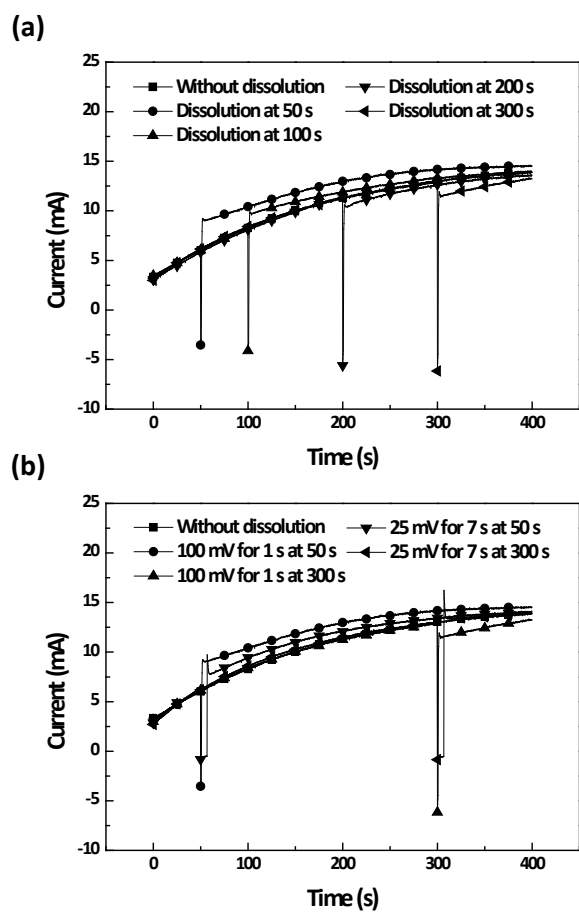 (a)
25
20
15
10
5
0
-5
-10
Current (mA)
Without dissolution
Dissolution at 50 s
Dissolution at 100 s
Dissolution at 200 s
Dissolution at 300 s
0 100 200 300 400
Time (s)
(b)
25
20
15
10
5
0
-5
-10
Current (mA)
Without dissolution
100 mV for 1 s at 50 s
100 mV for 1 s at 300 s
25 mV for 7 s at 50 s
25 mV for 7 s at 300 s
0 100 200 300 400
Time (s)